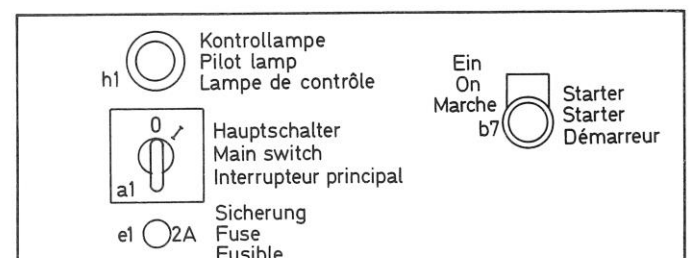 h1
Kontrollampe
Pilot lamp
Lampe de contrôle
a1
0
I
Hauptschalter
Main switch
Interrupteur principal
e1
2A
Sicherung
Fuse
Fusible
Ein
On
Marche
b7
Starter
Starter
Démarreur